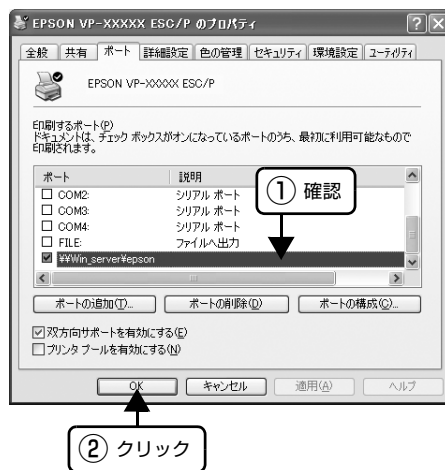 EPSON VP-XXXXX ESC/P のプロパティ
全般 共有 ポート 詳細設定 色の管理 セキュリティ 環境設定 ユーティリティ
EPSON VP-XXXXX ESC/P
印刷するポート(P)
ドキュメントは、チェック ボックスがオンになっているポートのうち、最初に利用可能なもので
印刷されます。
ポート 説明
COM2: シリアル ポート
COM3: シリアル ポート
COM4: シリアル ポート
FILE: ファイルへ出力
¥¥Win_server¥epson
① 確認
ポートの追加(T)... ポートの削除(D) ポートの構成(C)...
双方向サポートを有効にする(E)
プリンタ プールを有効にする(N)
OK キャンセル 適用(A) ヘルプ
② クリック